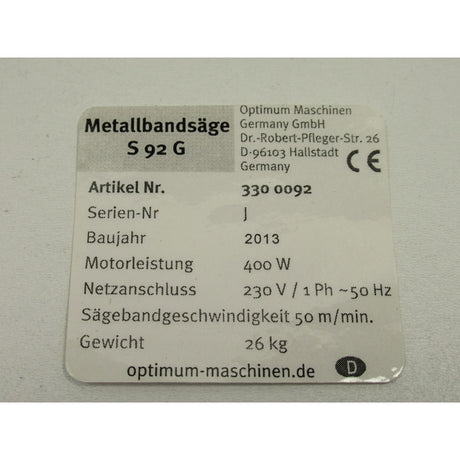 Metallbandsäge
S 92 G
Optimum Maschinen
Germany GmbH
Dr.-Robert-Pfleger-Str. 26
D-96103 Hallstadt
Germany
CE
Artikel Nr. 330 0092
Serien-Nr J
Baujahr 2013
Motorleistung 400 W
Netzanschluss 230 V / 1 Ph ~50 Hz
Sägebandgeschwindigkeit 50 m/min.
Gewicht 26 kg
optimum-maschinen.de D